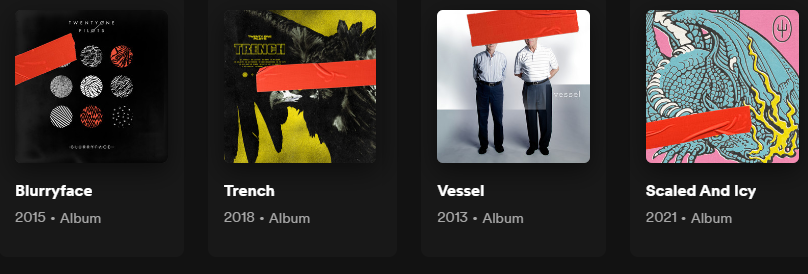 TWENTY ONE
PILOTS
·BLURRYFACE·
TRENCH
vessel
Blurryface
2015 • Album
Trench
2018 • Album
Vessel
2013 • Album
Scaled And Icy
2021 • Album